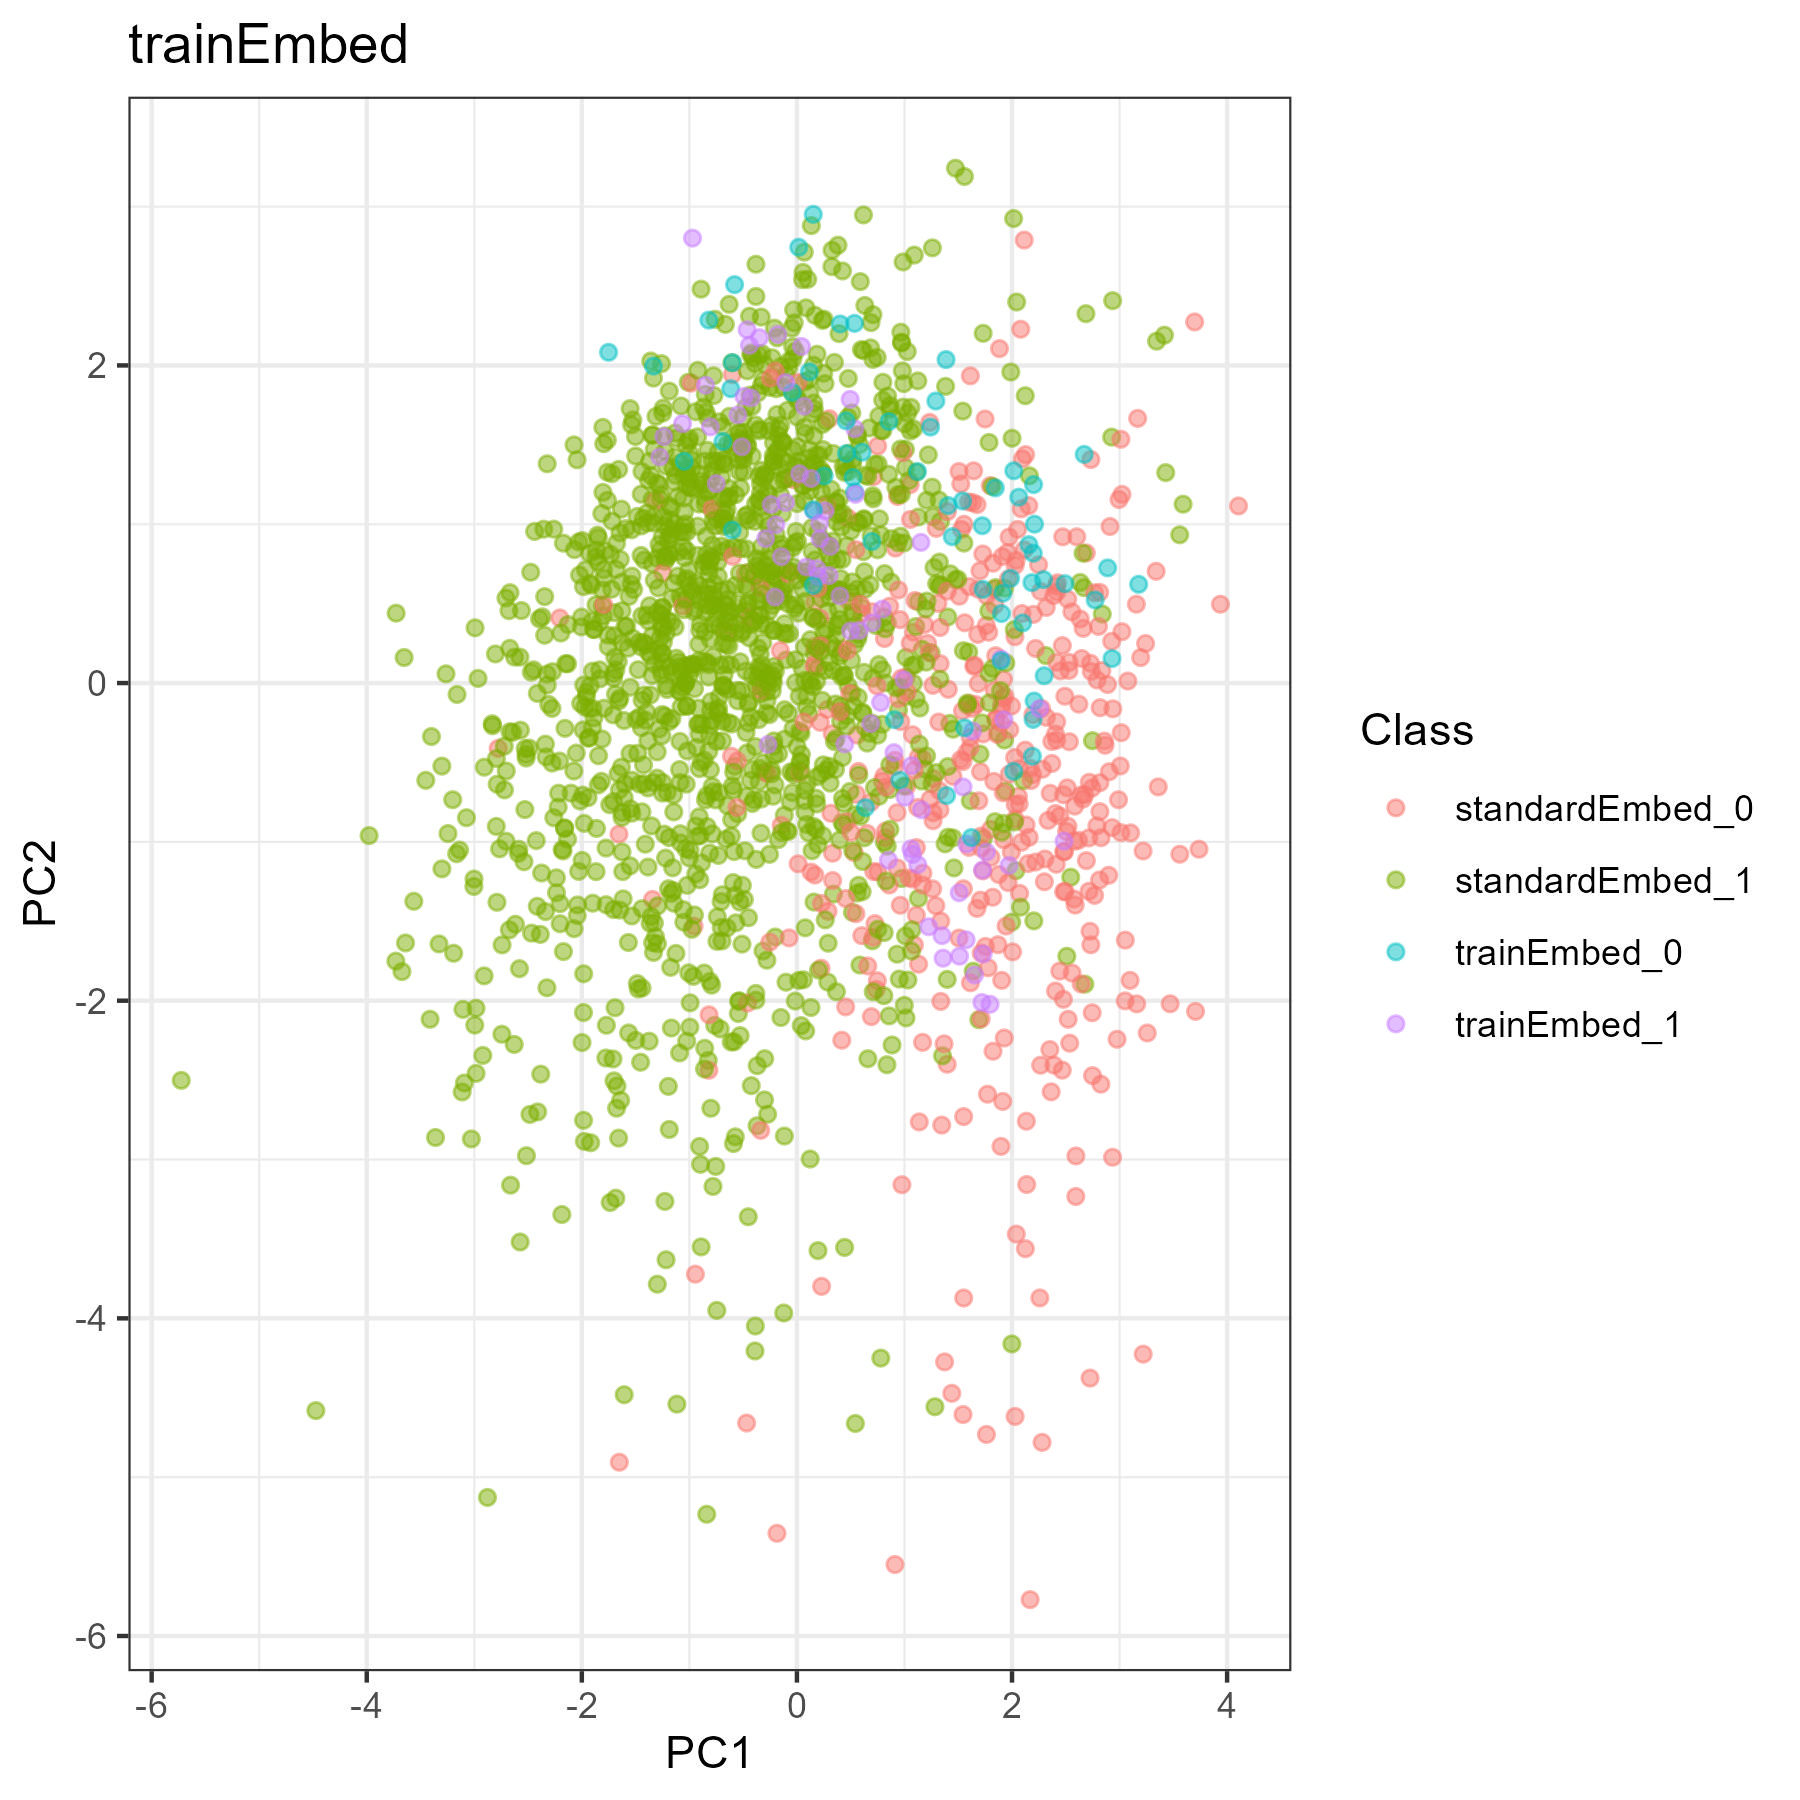 trainEmbed
PC2
2
0
-2
-4
-6
-6
-4
-2
0
2
4
PC1
Class
standardEmbed_0
standardEmbed_1
trainEmbed_0
trainEmbed_1